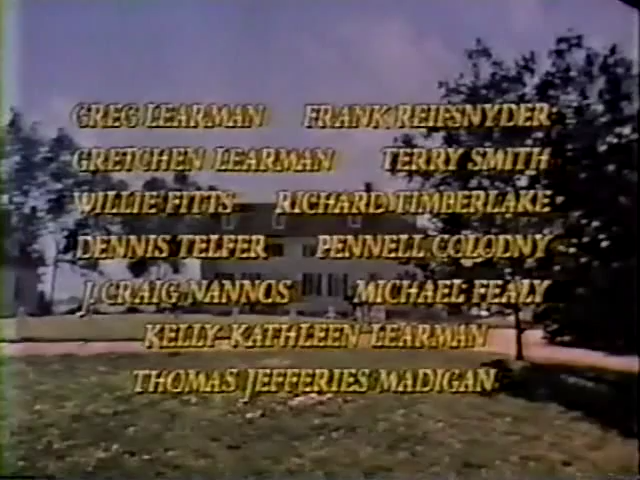 GREG LEARMAN FRANK REIFSNYDER
GRETCHEN LEARMAN TERRY SMITH
WILLIE FITTS RICHARD TIMBERLAKE
DENNIS TELFER PENNELL COLODNY
J. CRAIG NANNOS MICHAEL FEALY
KELLY-KATHLEEN LEARMAN
THOMAS JEFFERIES MADIGAN